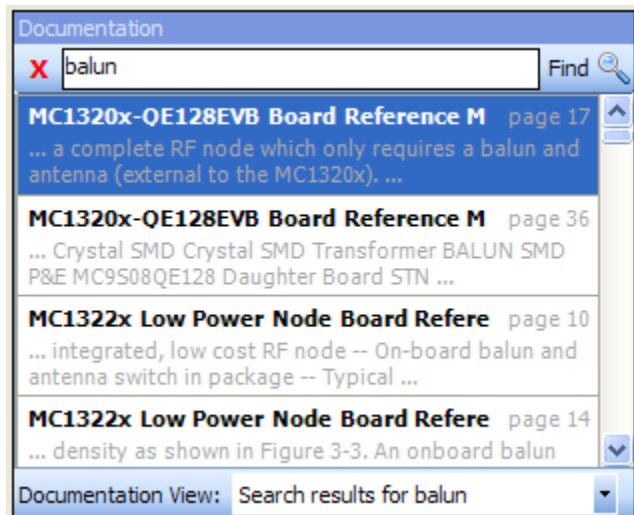 Documentation
X balun Find
MC1320x-QE128EVB Board Reference M page 17
... a complete RF node which only requires a balun and
antenna (external to the MC1320x). ...
MC1320x-QE128EVB Board Reference M page 36
... Crystal SMD Crystal SMD Transformer BALUN SMD
P&E MC9S08QE128 Daughter Board STN ...
MC1322x Low Power Node Board Refere page 10
... integrated, low cost RF node -- On-board balun and
antenna switch in package -- Typical ...
MC1322x Low Power Node Board Refere page 14
... density as shown in Figure 3-3. An onboard balun
Documentation View: Search results for balun